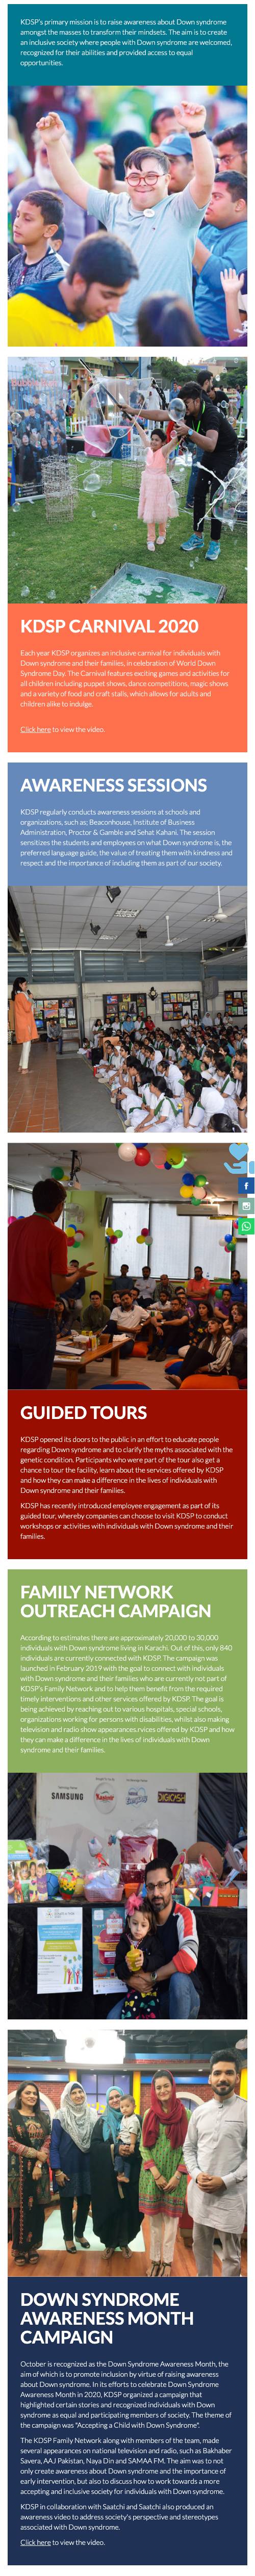 KDSP's primary mission is to raise awareness about Down syndrome
amongst the masses to transform their mindsets. The aim is to create
an inclusive society where people with Down syndrome are welcomed,
recognized for their abilities and provided access to equal
opportunities.
KDSP CARNIVAL 2020
Each year KDSP organizes an inclusive carnival for individuals with
Down syndrome and their families, in celebration of World Down
Syndrome Day. The Carnival features exciting games and activities for
all children including puppet shows, dance competitions, magic shows
and a variety of food and craft stalls, which allows for adults and
children alike to indulge.
Click here to view the video.
AWARENESS SESSIONS
KDSP regularly conducts awareness sessions at schools and
organizations, such as; Beaconhouse, Institute of Business
Administration, Proctor & Gamble and Sehat Kahani. The session
sensitizes the students and employees on what Down syndrome is, the
preferred language guide, the value of treating them with kindness and
respect and the importance of including them as part of our society.
GUIDED TOURS
KDSP opened its doors to the public in an effort to educate people
regarding Down syndrome and to clarify the myths associated with the
genetic condition. Participants who were part of the tour also get a
chance to tour the facility, learn about the services offered by KDSP
and how they can make a difference in the lives of individuals with
Down syndrome and their families.
KDSP has recently introduced employee engagement as part of its
guided tour, whereby companies can choose to visit KDSP to conduct
workshops or activities with individuals with Down syndrome and their
families.
FAMILY NETWORK
OUTREACH CAMPAIGN
According to estimates there are approximately 20,000 to 30,000
individuals with Down syndrome living in Karachi. Out of this, only 840
individuals are currently connected with KDSP. The campaign was
launched in February 2019 with the goal to connect with individuals
with Down syndrome and their families who are currently not part of
KDSP's Family Network and to help them benefit from the required
timely interventions and other services offered by KDSP. The goal is
being achieved by reaching out to various hospitals, special schools,
organizations working for persons with disabilities, whilst also making
television and radio show appearances.rvices offered by KDSP and how
they can make a difference in the lives of individuals with Down
syndrome and their families.
SAMSUNG
DOWN SYNDROME
AWARENESS MONTH
CAMPAIGN
October is recognized as the Down Syndrome Awareness Month, the
aim of which is to promote inclusion by virtue of raising awareness
about Down syndrome. In its efforts to celebrate Down Syndrome
Awareness Month in 2020, KDSP organized a campaign that
highlighted certain stories and recognized individuals with Down
syndrome as equal and participating members of society. The theme of
the campaign was "Accepting a Child with Down Syndrome".
The KDSP Family Network along with members of the team, made
several appearances on national television and radio, such as Bakhaber
Savera, AAJ Pakistan, Naya Din and SAMAA FM. The aim was to not
only create awareness about Down syndrome and the importance of
early intervention, but also to discuss how to work towards a more
accepting and inclusive society for individuals with Down syndrome.
KDSP in collaboration with Saatchi and Saatchi also produced an
awareness video to address society's perspective and stereotypes
associated with Down syndrome.
Click here to view the video.